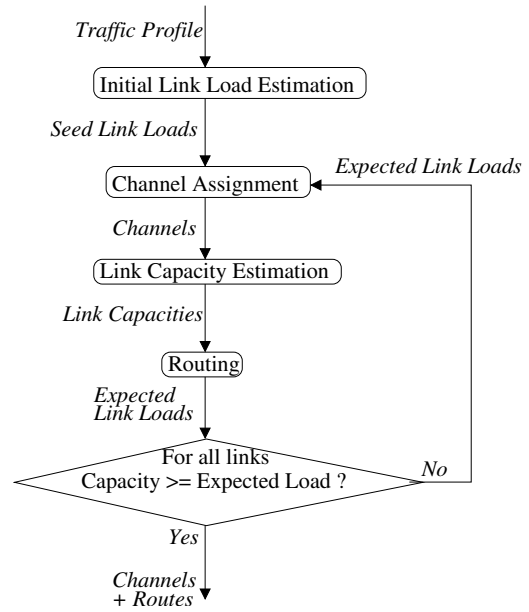 Traffic Profile
Initial Link Load Estimation
Seed Link Loads
Expected Link Loads
Channel Assignment
Channels
Link Capacity Estimation
Link Capacities
Routing
Expected
Link Loads
For all links
Capacity >= Expected Load ?
No
Yes
Channels
+ Routes